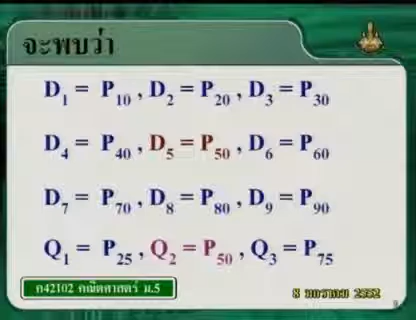 จะพบว่า
D₁ = P₁₀ , D₂ = P₂₀ , D₃ = P₃₀
D₄ = P₄₀ , D₅ = P₅₀ , D₆ = P₆₀
D₇ = P₇₀ , D₈ = P₈₀ , D₉ = P₉₀
Q₁ = P₂₅ , Q₂ = P₅₀ , Q₃ = P₇₅
ค42102 คณิตศาสตร์ ม.5
8 มกราคม 2552